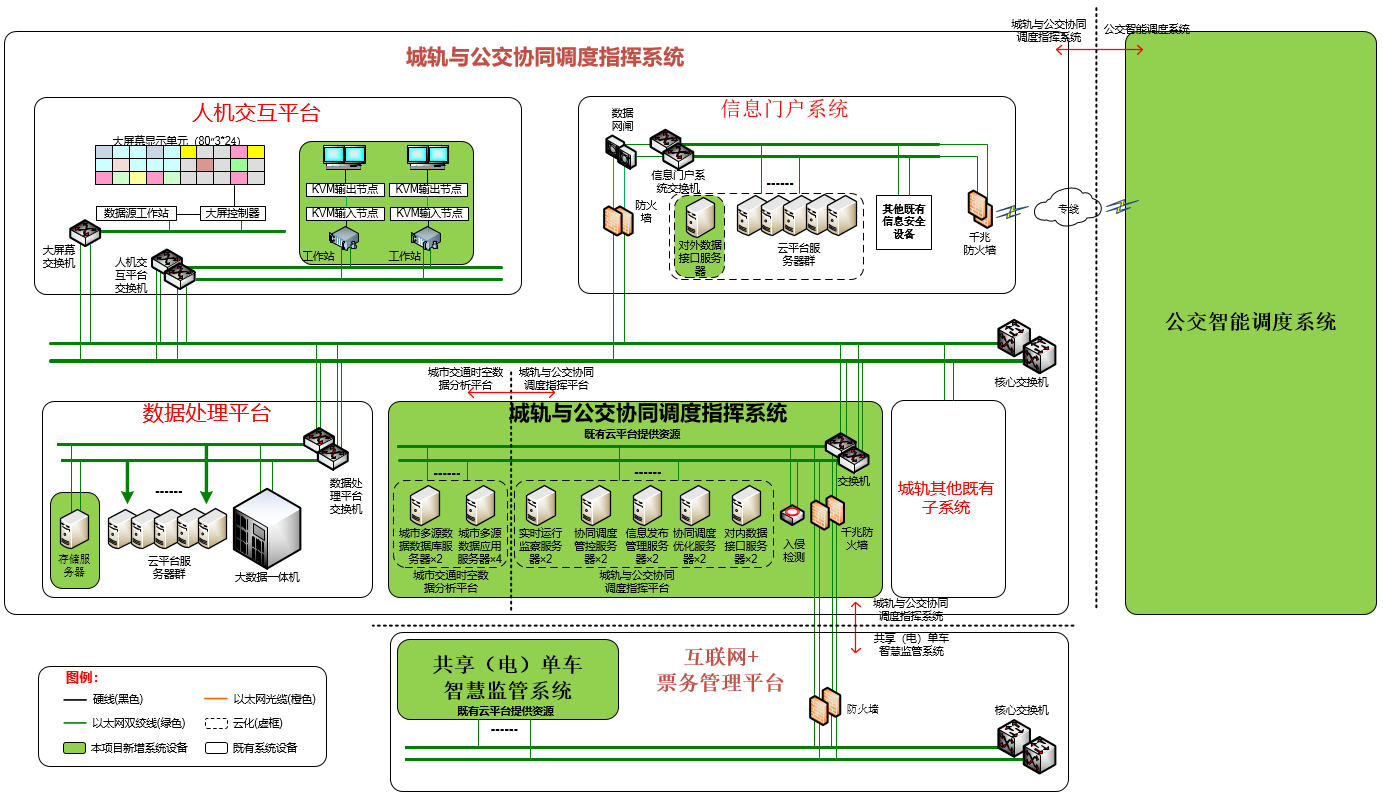 城轨与公交协同
调度指挥系统
公交智能调度系统
城轨与公交协同调度指挥系统
人机交互平台
大屏幕显示单元（80"3*24）
KVM输出节点
KVM输出节点
KVM输入节点
KVM输入节点
数据源工作站
大屏控制器
工作站
工作站
大屏幕
交换机
人机交
互平台
交换机
信息门户系统
数据
网闸
信息门户系
统交换机
防火
墙
对外数据
接口服务
器
------
云平台服
务器群
其他既有
信息安全
设备
千兆
防火墙
专线
公交智能调度系统
核心交换机
城市交通时空数
据分析平台
城轨与公交协同
调度指挥平台
数据处理平台
------
存储服
务器
云平台服
务器群
大数据一体机
数据处
理平台
交换机
城轨与公交协同调度指挥系统
既有云平台提供资源
------
------
交换机
城市多源数
据数据库服
务器×2
城市多源
数据应用
服务器×4
城市交通时空数
据分析平台
实时运行
监察服务
器×2
协同调度
管控服务
器×2
信息发布
管理服务
器×2
协同调度
优化服务
器×2
对内数据
接口服务
器×2
城轨与公交协同
调度指挥平台
入侵
检测
千兆防
火墙
城轨其他既有
子系统
城轨与公交协同
调度指挥系统
共享（电）单车
智慧监管系统
共享（电）单车
智慧监管系统
既有云平台提供资源
------
互联网+
票务管理平台
防火墙
核心交换机
图例：
硬线(黑色)
以太网光缆(橙色)
以太网双绞线(绿色)
云化(虚框)
本项目新增系统设备
既有系统设备